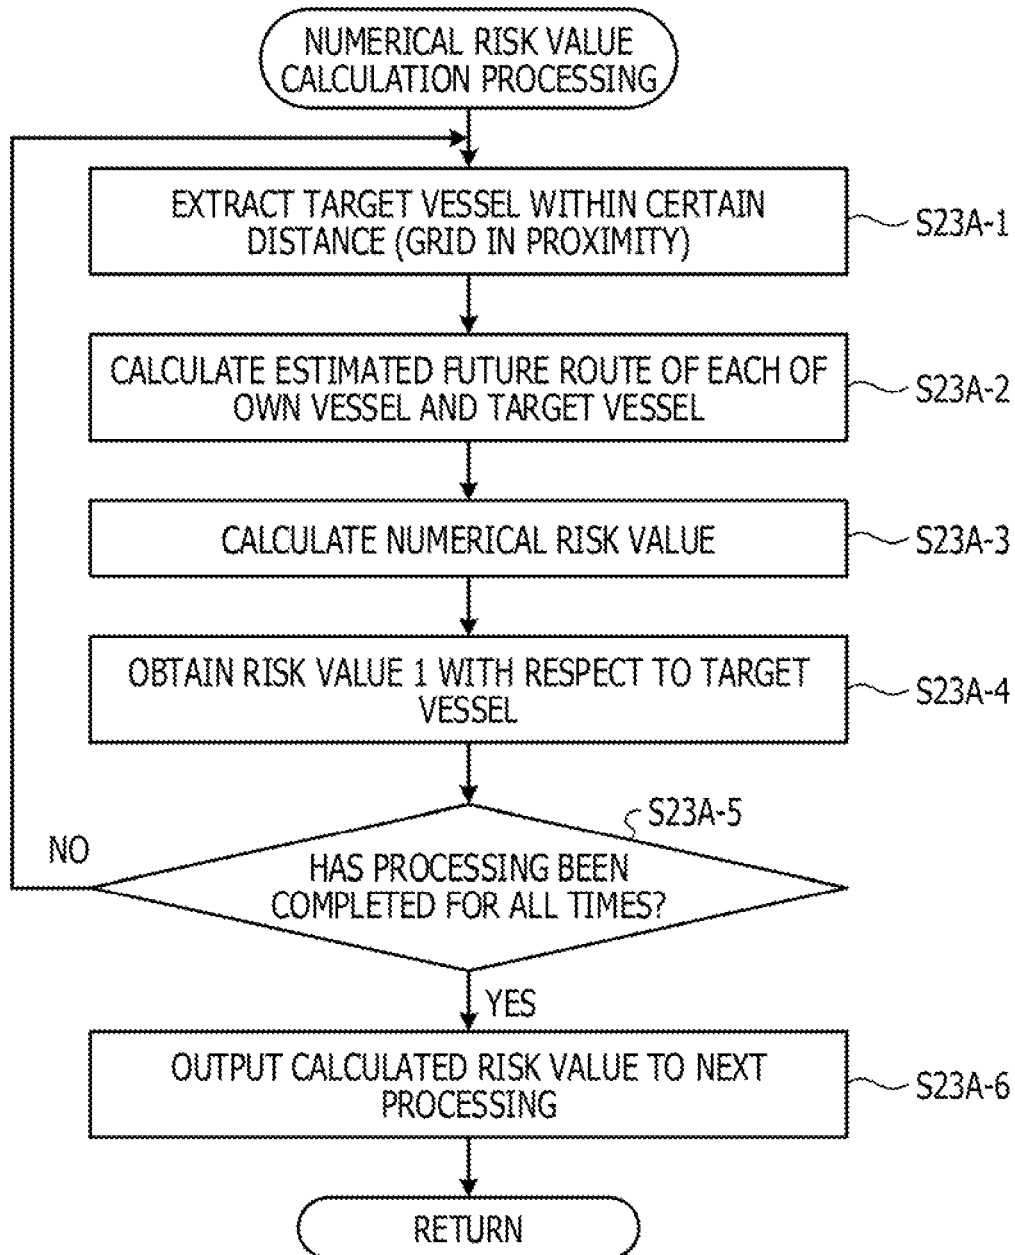 NUMERICAL RISK VALUE
CALCULATION PROCESSING
EXTRACT TARGET VESSEL WITHIN CERTAIN
DISTANCE (GRID IN PROXIMITY)
S23A-1
CALCULATE ESTIMATED FUTURE ROUTE OF EACH OF
OWN VESSEL AND TARGET VESSEL
S23A-2
CALCULATE NUMERICAL RISK VALUE
S23A-3
OBTAIN RISK VALUE 1 WITH RESPECT TO TARGET
VESSEL
S23A-4
S23A-5
NO
HAS PROCESSING BEEN
COMPLETED FOR ALL TIMES?
YES
OUTPUT CALCULATED RISK VALUE TO NEXT
PROCESSING
S23A-6
RETURN